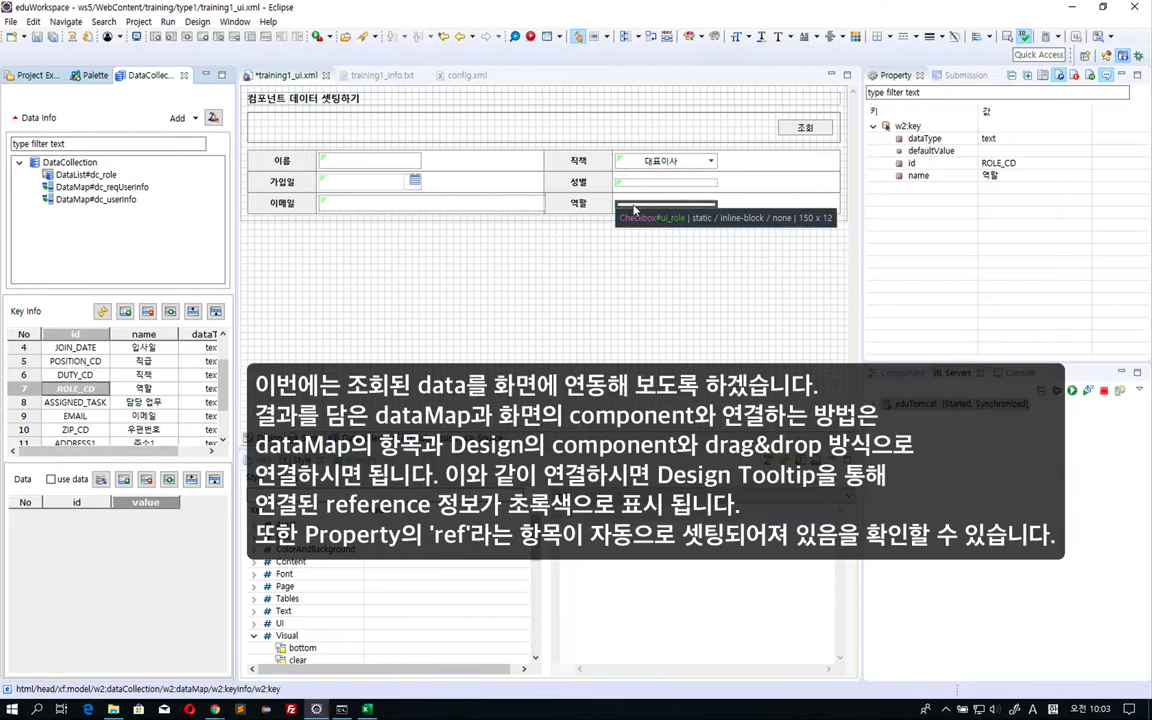 eduWorkspace - ws5/WebContent/training/type1/training1_ui.xml - Eclipse
File Edit Navigate Search Project Run Training Design Window Help
Quick Access
Project Ex... Palette DataCollec...
*training1_ui.xml training1_info.txt config.xml
Property Submission
Data Info Add
type filter text
DataCollection
DataList#dc_role
DataMap#dc_reqUserInfo
DataMap#dc_userInfo
컴포넌트 데이터 셋팅하기
조회
이름 직책 대표이사
가입일 성별
이메일 역할
Checkbox#ui_role | static / inline-block / none | 150 x 12
type filter text
키 값
w2:key
dataType text
defaultValue
id ROLE_CD
name 역할
Key Info
No id name dataT
4 JOIN_DATE 입사일 tex
5 POSITION_CD 직급 tex
6 DUTY_CD 직책 tex
7 ROLE_CD 역할 tex
8 ASSIGNED_TASK 담당 업무 tex
9 EMAIL 이메일 tex
10 ZIP_CD 우편번호 tex
11 ADDRESS1 주소1
Data use data
No id value
Component Servers Console
eduTomcat [Started, Synchronized]
이번에는 조회된 data를 화면에 연동해 보도록 하겠습니다.
결과를 담은 dataMap과 화면의 component와 연결하는 방법은
dataMap의 항목과 Design의 component와 drag&drop 방식으로
연결하시면 됩니다. 이와 같이 연결하시면 Design Tooltip을 통해
연결된 reference 정보가 초록색으로 표시 됩니다.
또한 Property의 'ref'라는 항목이 자동으로 셋팅되어져 있음을 확인할 수 있습니다.
ColorAndBackground
Content
Font
Page
Tables
Text
UI
Visual
bottom
clear
html/head/xf:model/w2:dataCollection/w2:dataMap/w2:keyInfo/w2:key
A 한 오전 10:03